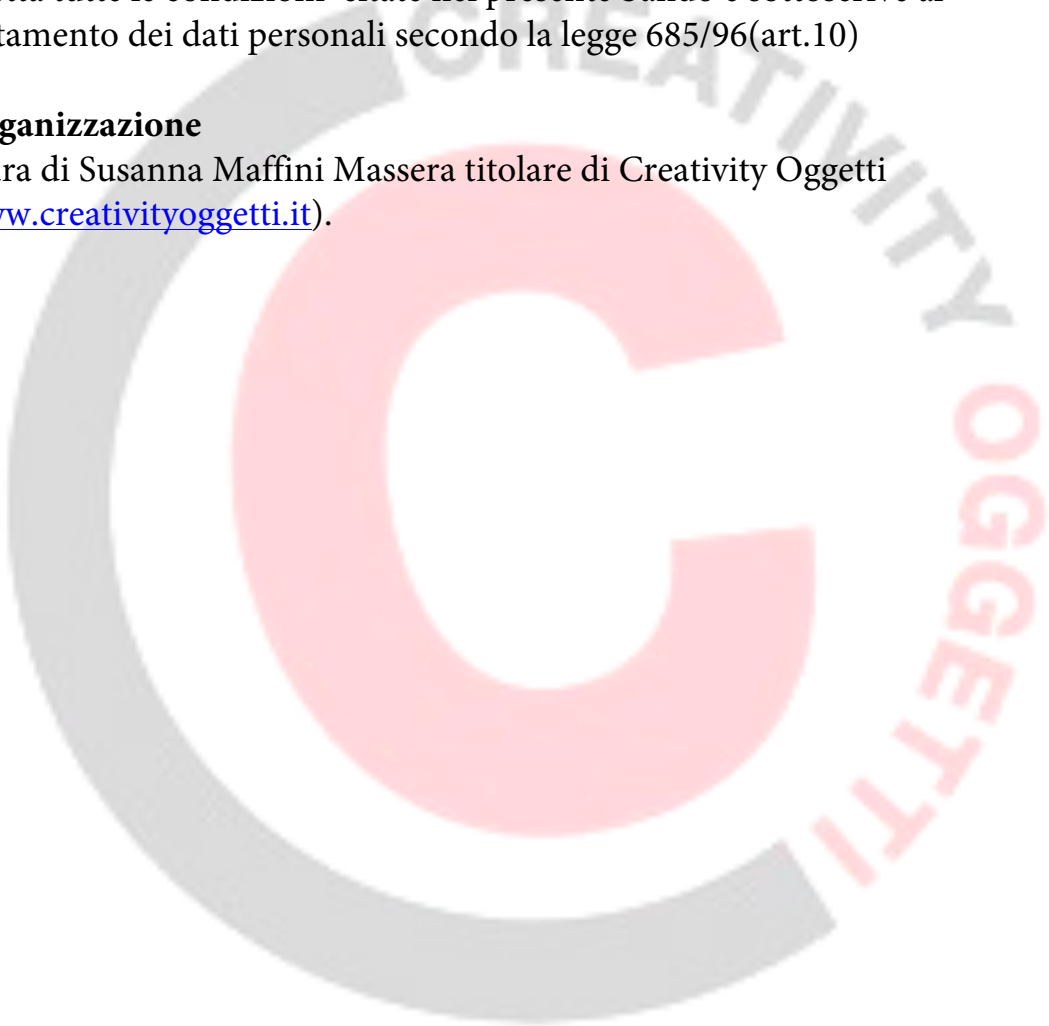 tamento dei dati personali secondo la legge 685/96(art.10)
ganizzazione
ra di Susanna Maffini Massera titolare di Creativity Oggetti
w.creativityoggetti.it).
CREATIVITY OGGETTI